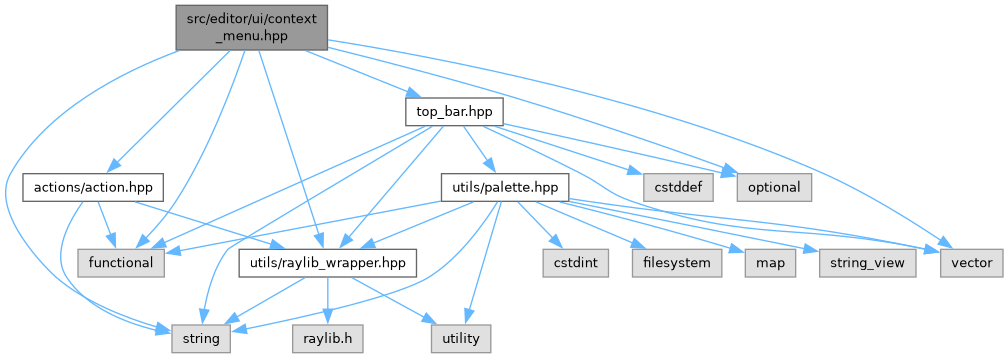 src/editor/ui/context
_menu.hpp
top_bar.hpp
actions/action.hpp
utils/palette.hpp
cstddef
optional
functional
utils/raylib_wrapper.hpp
cstdint
filesystem
map
string_view
vector
string
raylib.h
utility